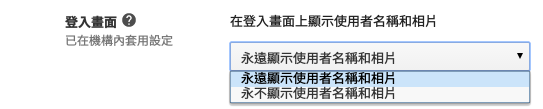 登入畫面
已在機構內套用設定
在登入畫面上顯示使用者名稱和相片
永遠顯示使用者名稱和相片
永遠顯示使用者名稱和相片
永不顯示使用者名稱和相片